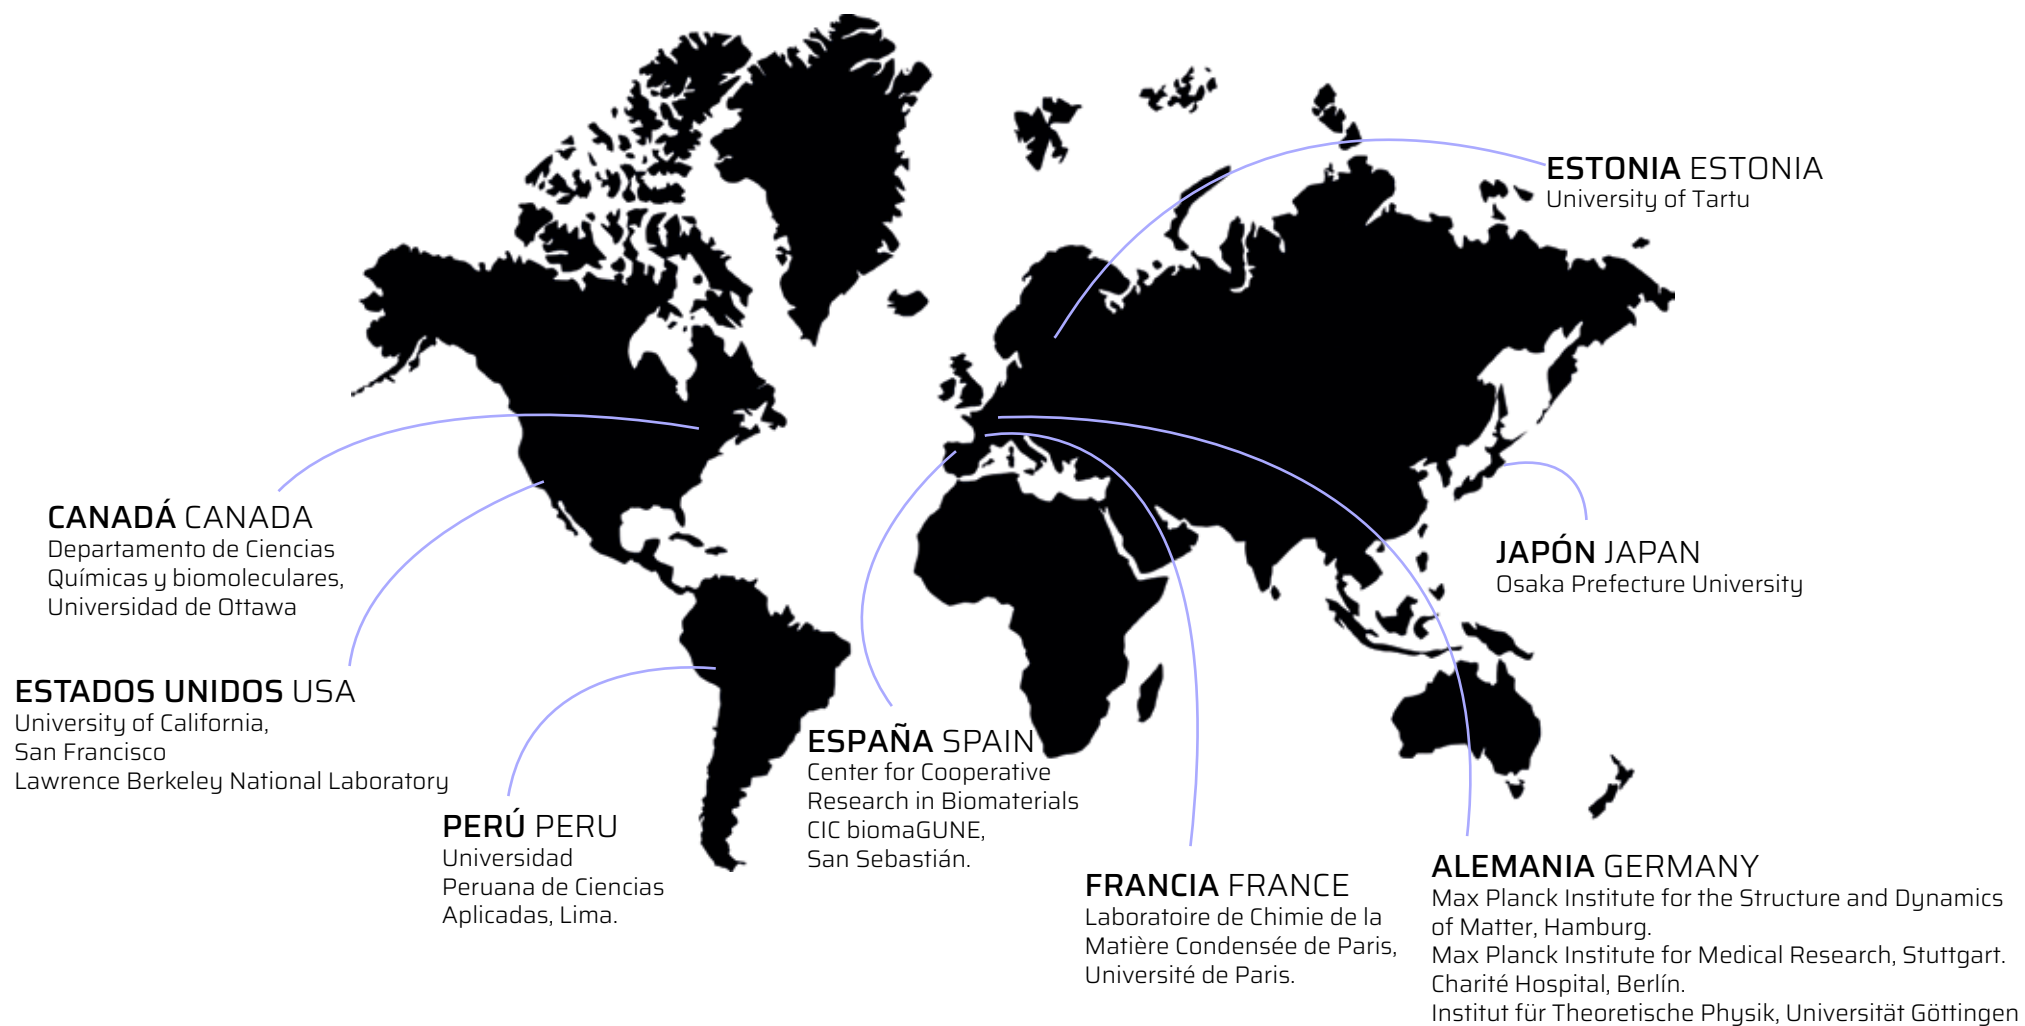 ESTONIA ESTONIA
University of Tartu
CANADÁ CANADA
Departamento de Ciencias
Químicas y biomoleculares,
Universidad de Ottawa
JAPÓN JAPAN
Osaka Prefecture University
ESTADOS UNIDOS USA
University of California,
San Francisco
Lawrence Berkeley National Laboratory
PERÚ PERU
Universidad
Peruana de Ciencias
Aplicadas, Lima.
ESPAÑA SPAIN
Center for Cooperative
Research in Biomaterials
CIC biomaGUNE,
San Sebastián.
FRANCIA FRANCE
Laboratoire de Chimie de la
Matière Condensée de Paris,
Université de Paris.
ALEMANIA GERMANY
Max Planck Institute for the Structure and Dynamics
of Matter, Hamburg.
Max Planck Institute for Medical Research, Stuttgart.
Charité Hospital, Berlín.
Institut für Theoretische Physik, Universität Göttingen